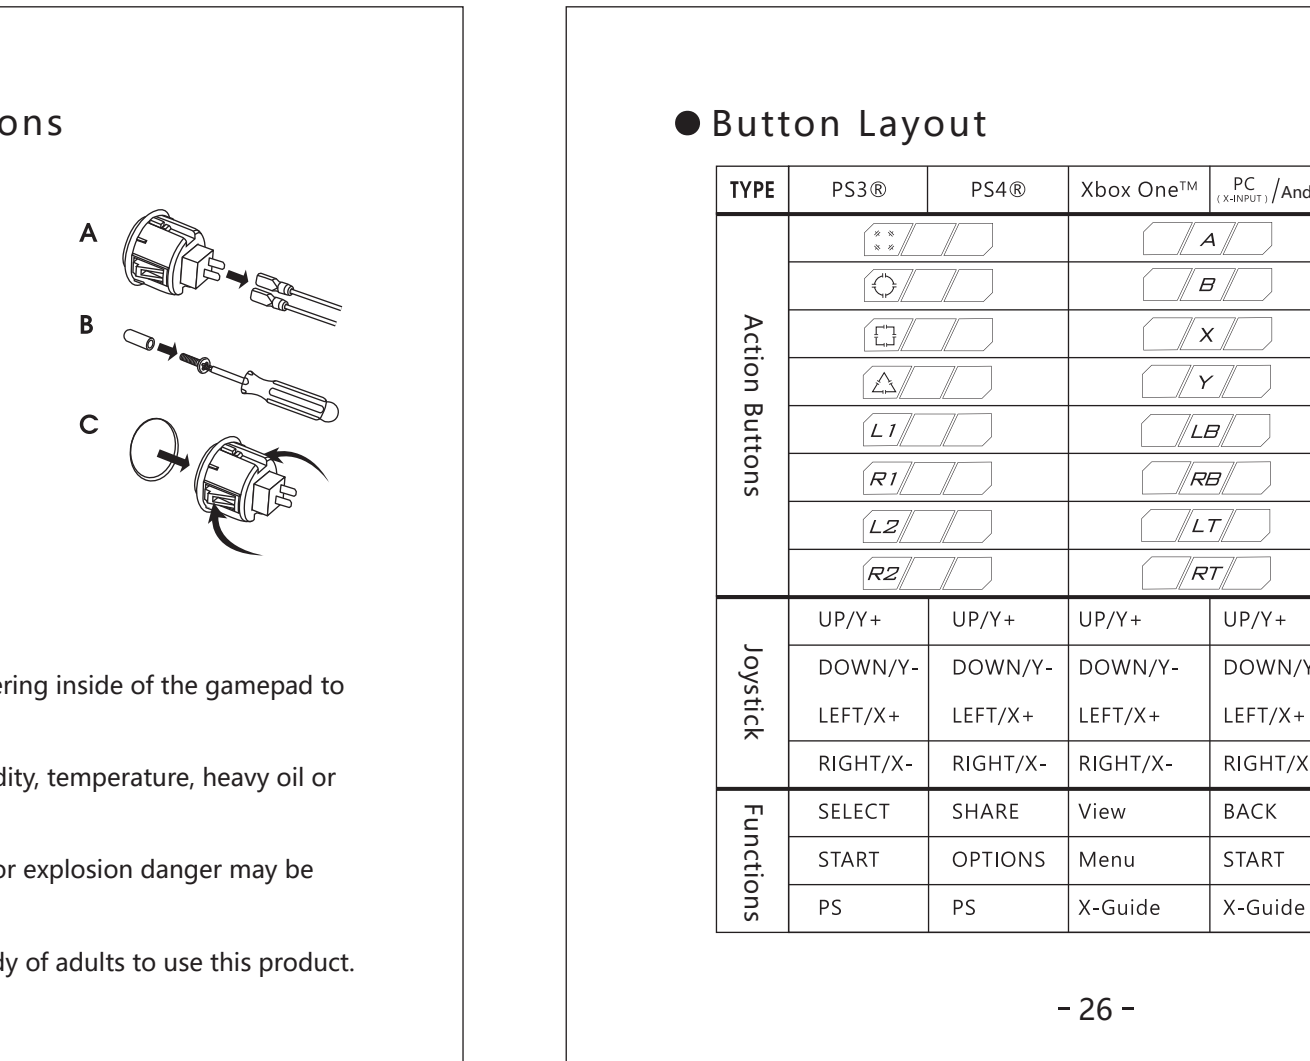 ons
A
B
C
ering inside of the gamepad to
dity, temperature, heavy oil or
or explosion danger may be
dy of adults to use this product.
● Button Layout
TYPE PS3® PS4® Xbox One™ PC (X-INPUT) / And
Action Buttons
A
B
X
Y
L1 LB
R1 RB
L2 LT
R2 RT
Joystick
UP/Y+ UP/Y+ UP/Y+ UP/Y+
DOWN/Y- DOWN/Y- DOWN/Y- DOWN/Y
LEFT/X+ LEFT/X+ LEFT/X+ LEFT/X+
RIGHT/X- RIGHT/X- RIGHT/X- RIGHT/X
Functions
SELECT SHARE View BACK
START OPTIONS Menu START
PS PS X-Guide X-Guide
- 26 -